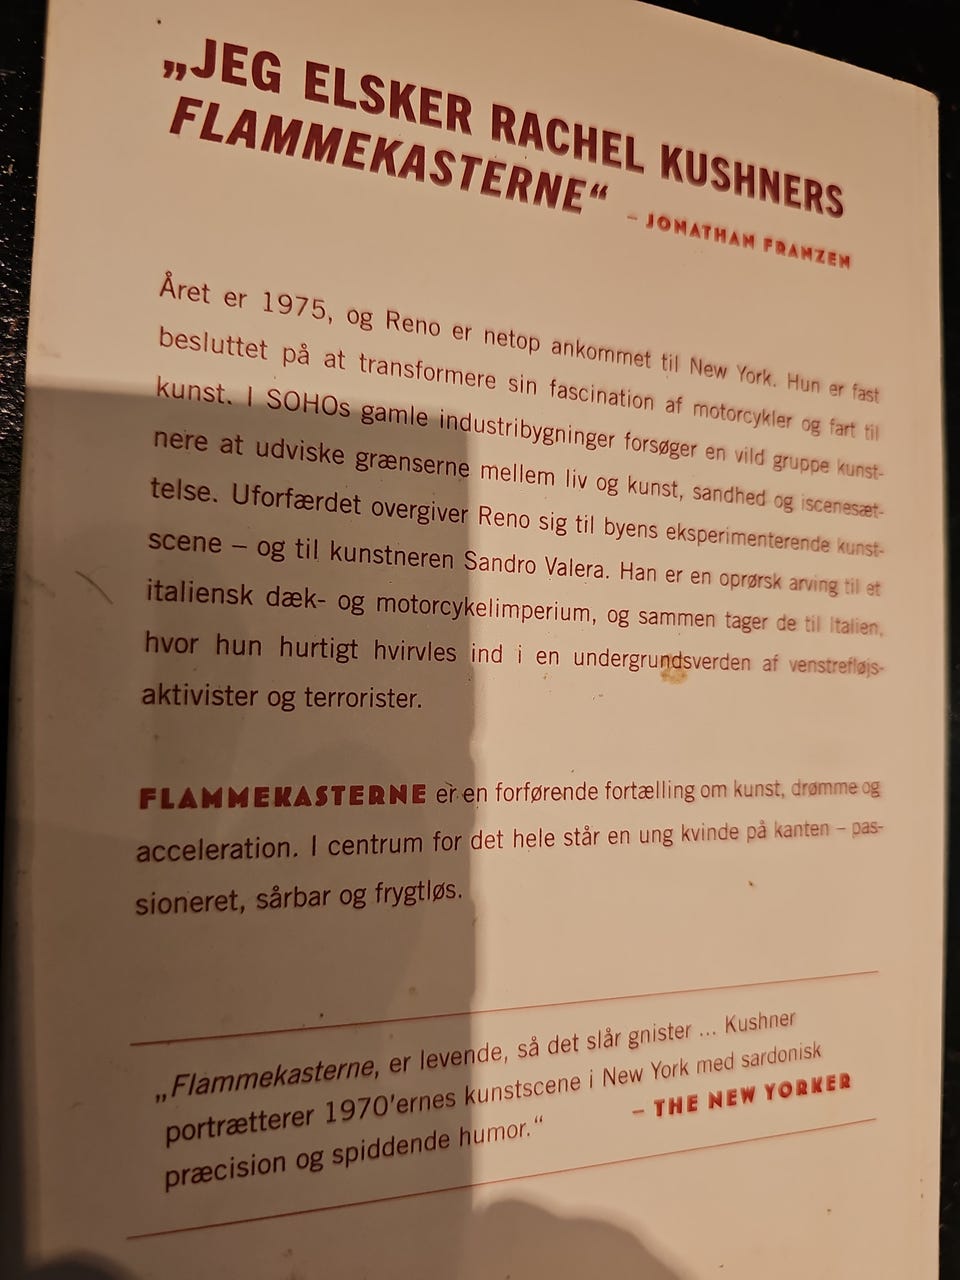 „JEG ELSKER RACHEL KUSHNERS
FLAMMEKASTERNE“ – JONATHAN FRANZEN
Året er 1975, og Reno er netop ankommet til New York. Hun er fast
besluttet på at transformere sin fascination af motorcykler og fart til
kunst. I SOHOs gamle industribygninger forsøger en vild gruppe kunst-
nere at udviske grænserne mellem liv og kunst, sandhed og iscenesæt-
telse. Uforfærdet overgiver Reno sig til byens eksperimenterende kunst-
scene – og til kunstneren Sandro Valera. Han er en oprørsk arving til et
italiensk dæk- og motorcykelimperium, og sammen tager de til Italien,
hvor hun hurtigt hvirvles ind i en undergrundsverden af venstrefløjs-
aktivister og terrorister.
FLAMMEKASTERNE er en forførende fortælling om kunst, drømme og
acceleration. I centrum for det hele står en ung kvinde på kanten – pas-
sioneret, sårbar og frygtløs.
„Flammekasterne, er levende, så det slår gnister ... Kushner
portrætterer 1970’ernes kunstscene i New York med sardonisk
præcision og spiddende humor.“ – THE NEW YORKER